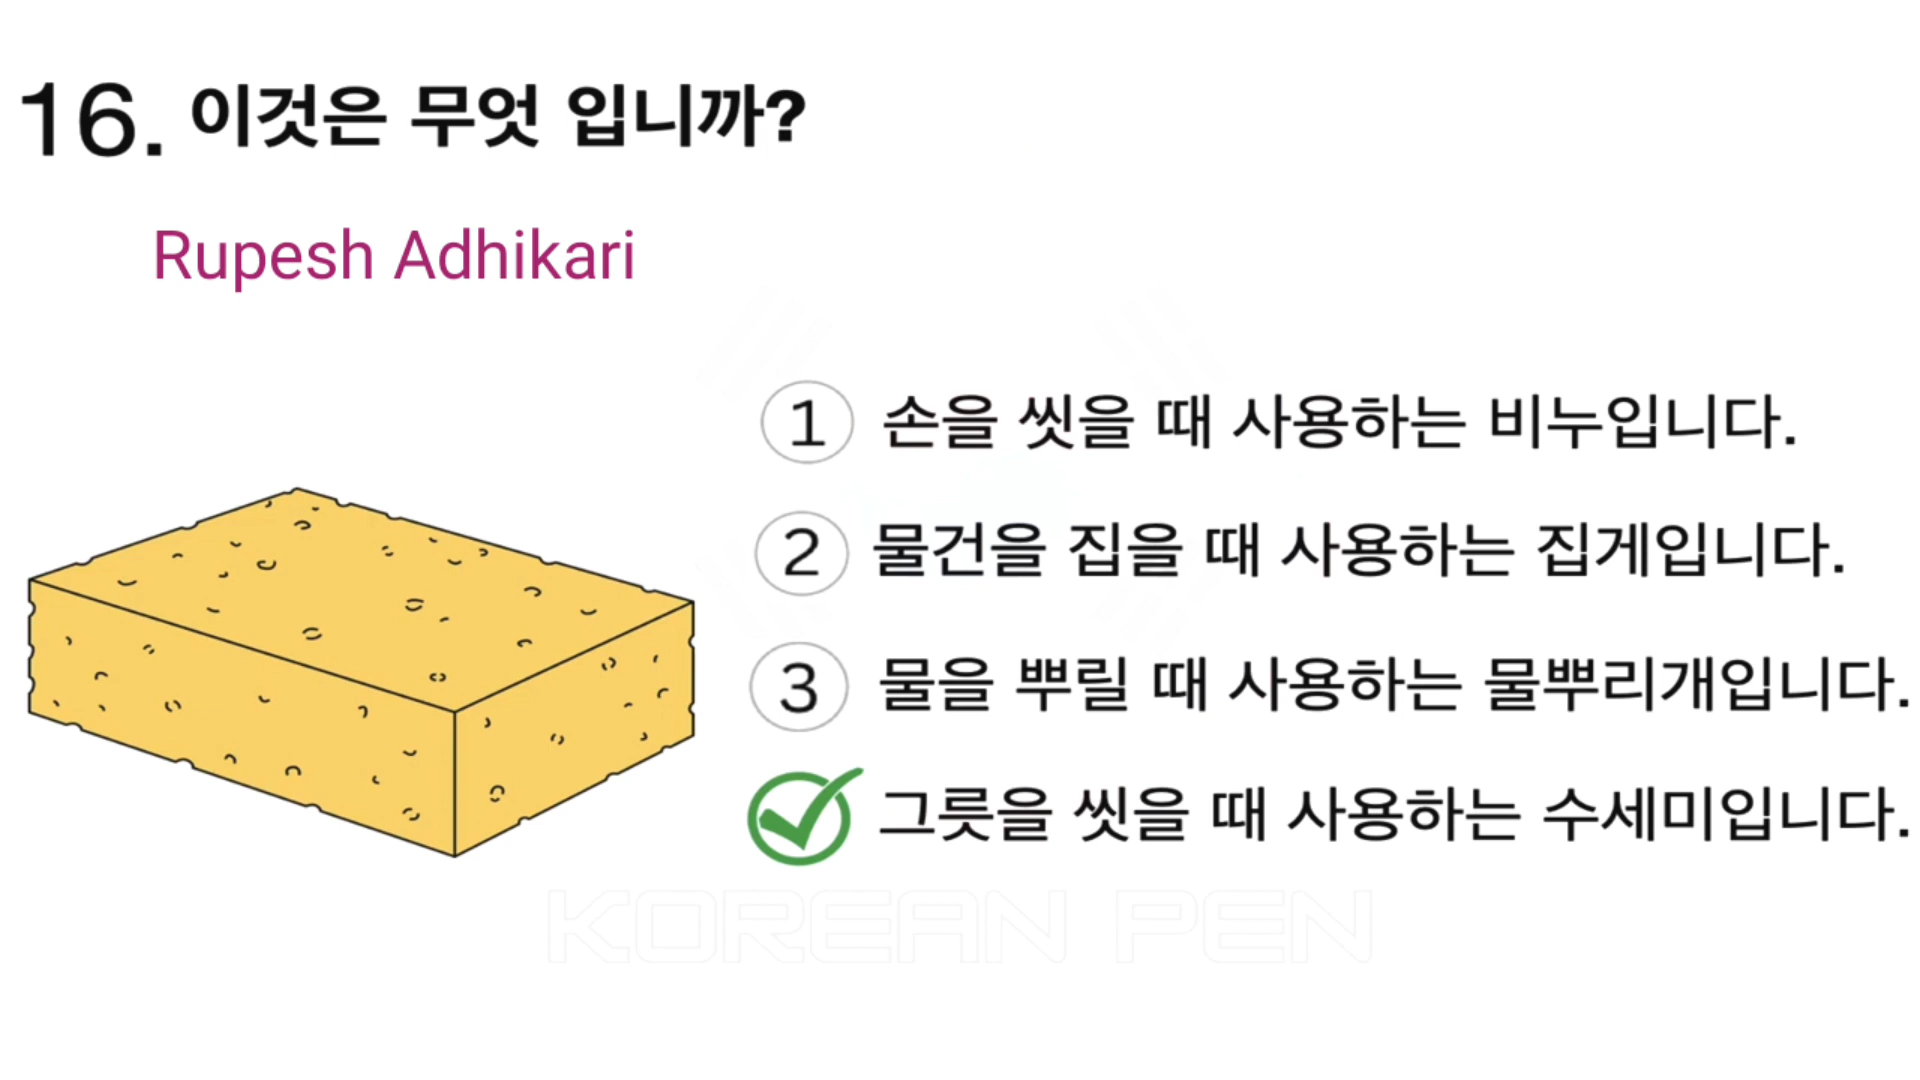 16. 이것은 무엇 입니까?
Rupesh Adhikari
1 손을 씻을 때 사용하는 비누입니다.
2 물건을 집을 때 사용하는 집게입니다.
3 물을 뿌릴 때 사용하는 물뿌리개입니다.
그릇을 씻을 때 사용하는 수세미입니다.
KOREAN PEN